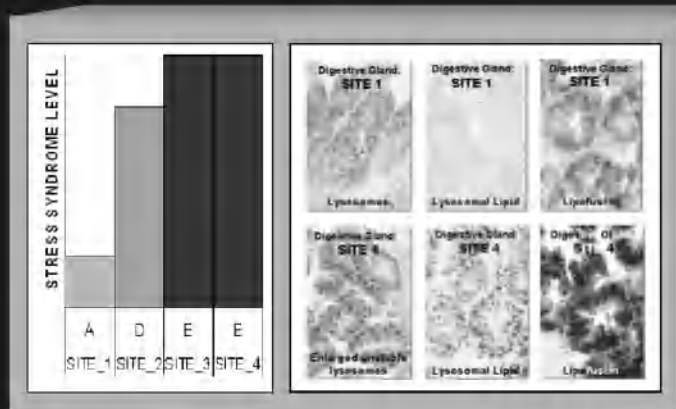 STRESS SYNDROME LEVEL
A D E E
SITE_1 SITE_2 SITE_3 SITE_4
Digestive Gland:
SITE 1
Lysosomes,
Digestive Gland:
SITE 1
Lysosomal Lipid
Digestive Gland:
SITE 1
Lipofuscin
Digestive Gland
SITE 4
Enlarged unstable
lysosomes
Digestive Gland
SITE 4
Lysosomal Lipid
4
Lipofuscin